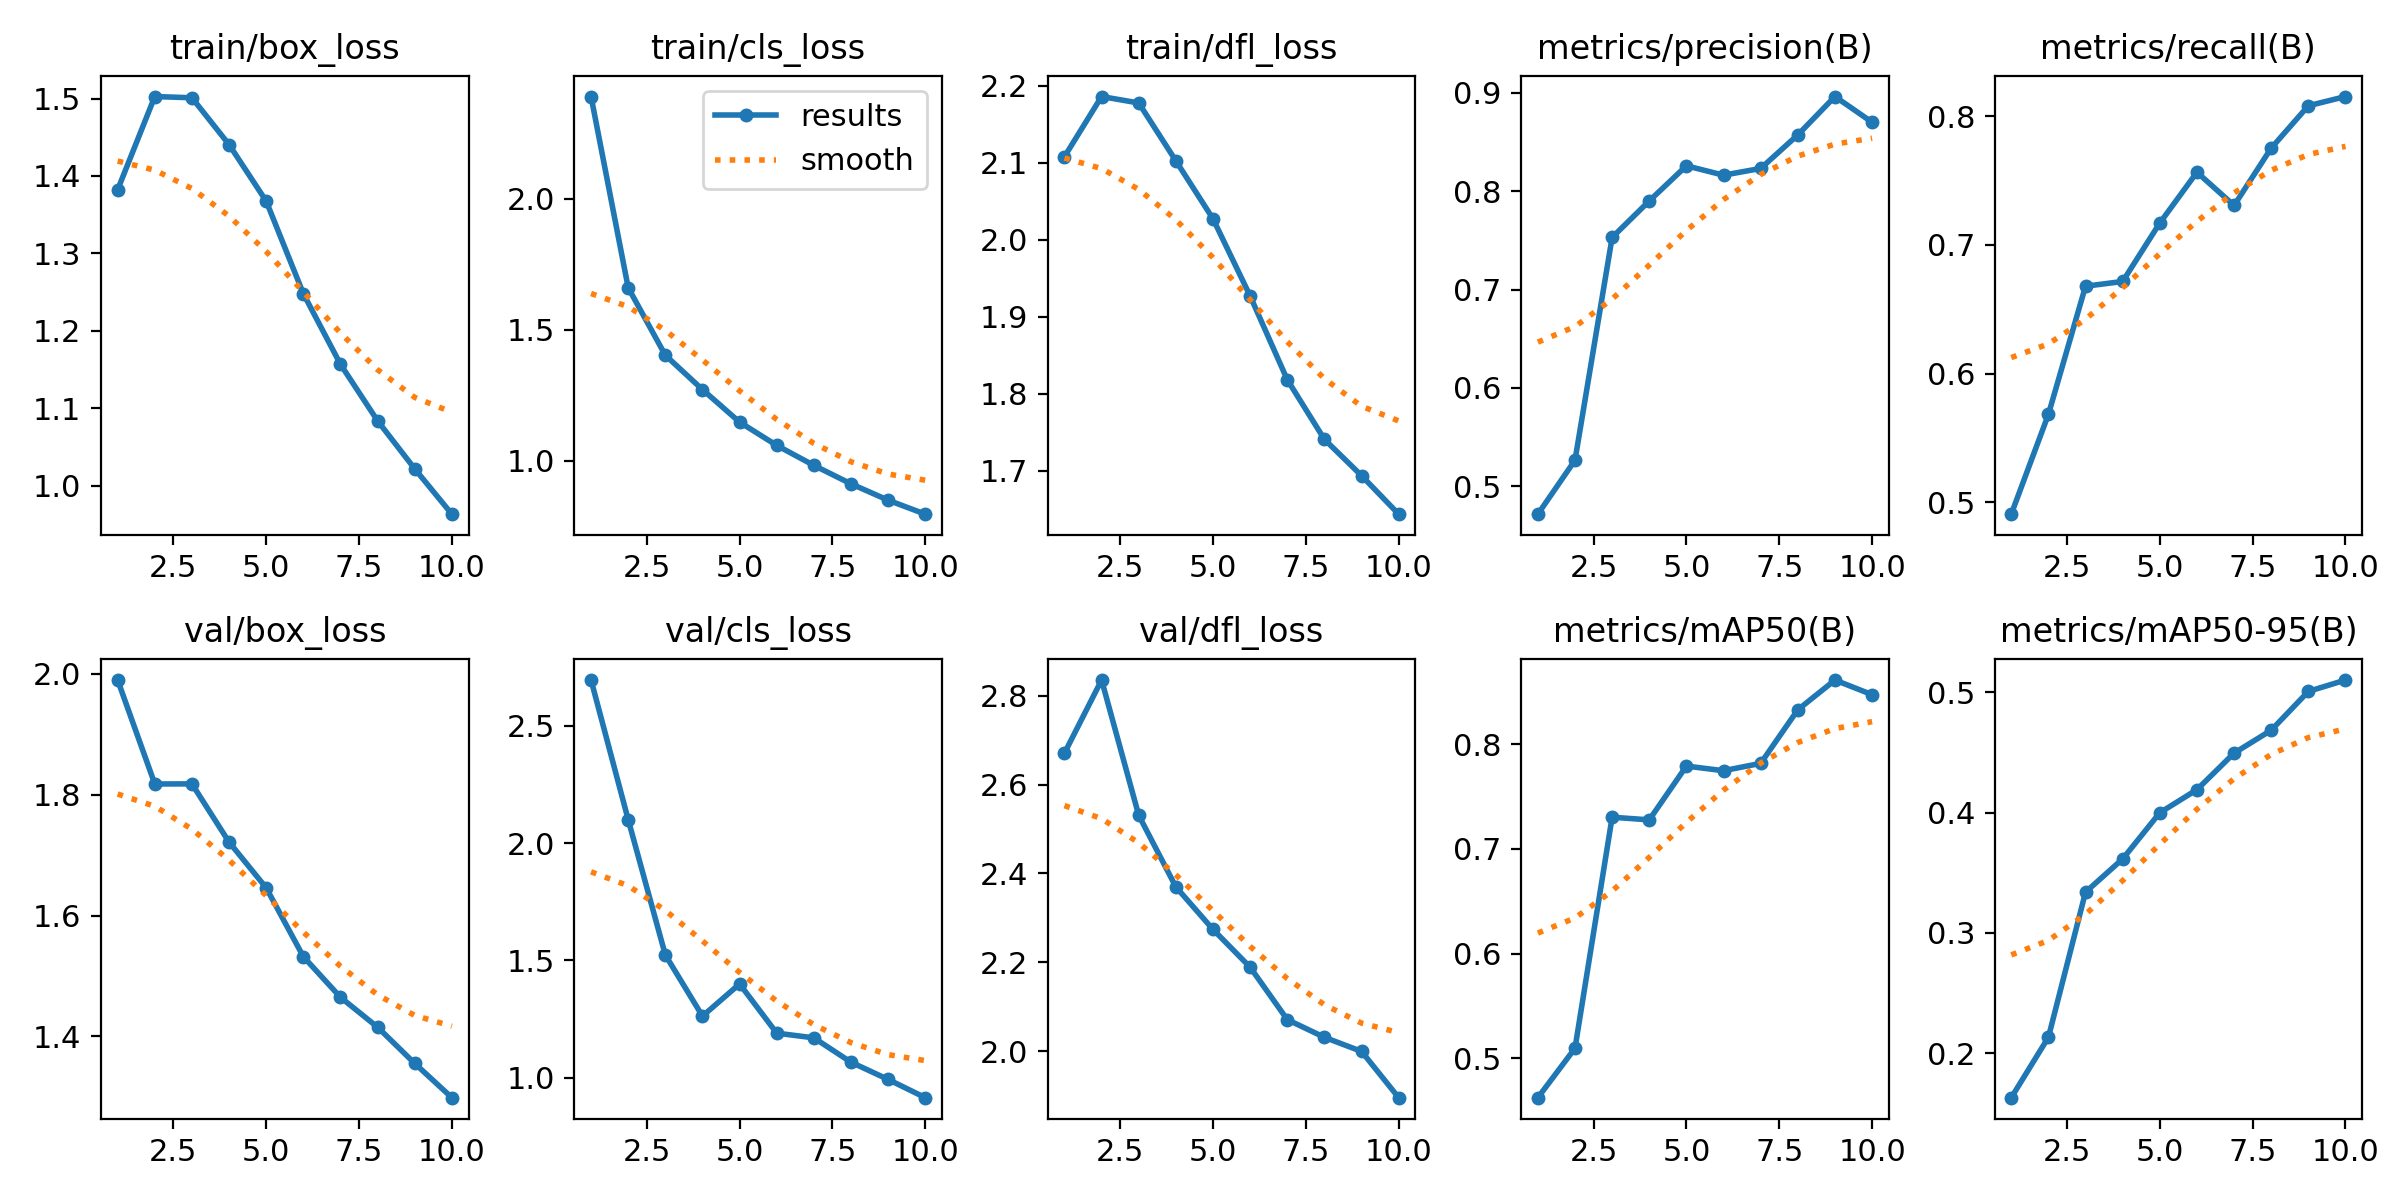 train/box_loss
1.5
1.4
1.3
1.2
1.1
1.0
2.5 5.0 7.5 10.0
train/cls_loss
results
smooth
2.0
1.5
1.0
2.5 5.0 7.5 10.0
train/dfl_loss
2.2
2.1
2.0
1.9
1.8
1.7
2.5 5.0 7.5 10.0
metrics/precision(B)
0.9
0.8
0.7
0.6
0.5
2.5 5.0 7.5 10.0
metrics/recall(B)
0.8
0.7
0.6
0.5
2.5 5.0 7.5 10.0
val/box_loss
2.0
1.8
1.6
1.4
2.5 5.0 7.5 10.0
val/cls_loss
2.5
2.0
1.5
1.0
2.5 5.0 7.5 10.0
val/dfl_loss
2.8
2.6
2.4
2.2
2.0
2.5 5.0 7.5 10.0
metrics/mAP50(B)
0.8
0.7
0.6
0.5
2.5 5.0 7.5 10.0
metrics/mAP50-95(B)
0.5
0.4
0.3
0.2
2.5 5.0 7.5 10.0